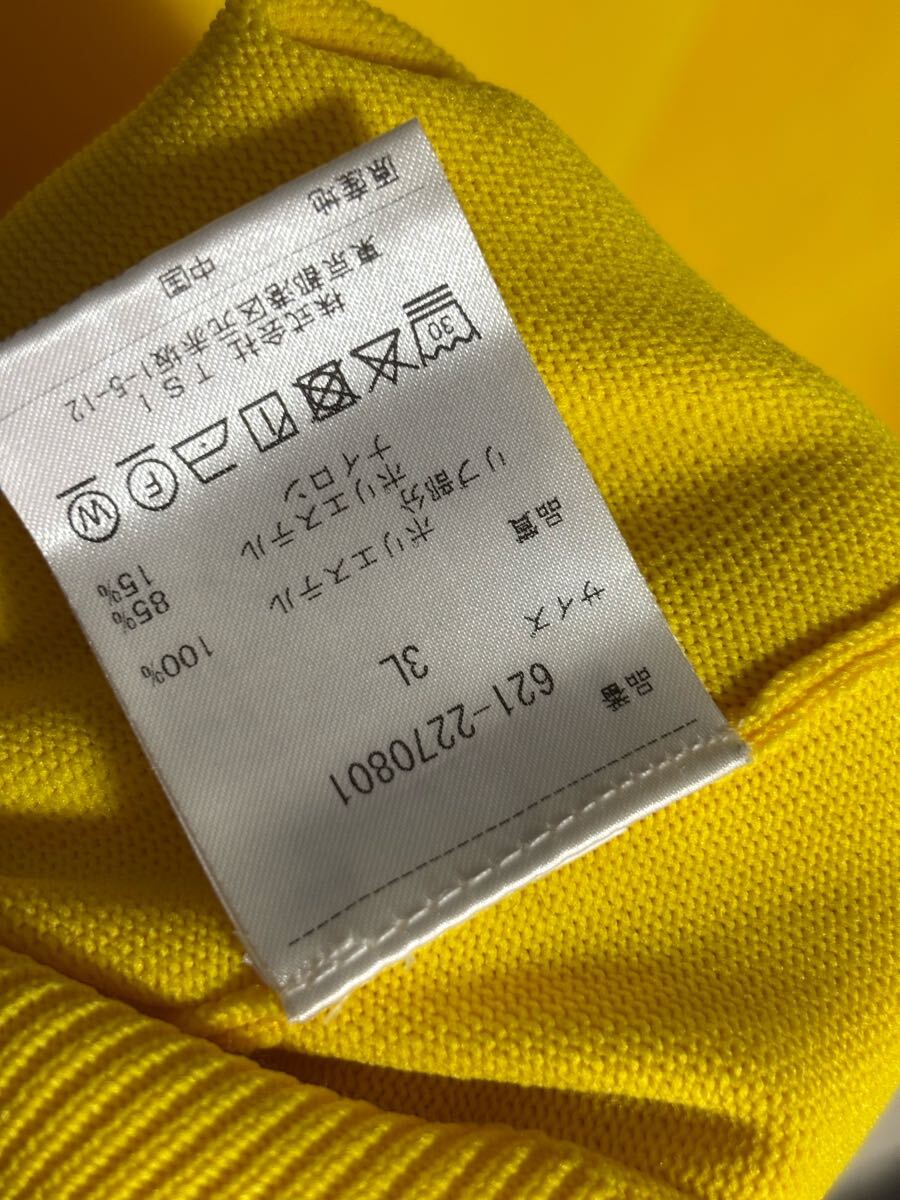 品番 621-2270801
サイズ 3L
品質
ポリエステル 100%
リブ部分
ポリエステル 85%
ナイロン 15%
30
F
W
株式会社 TSI
東京都港区元赤坂1-5-12
原産地 中国